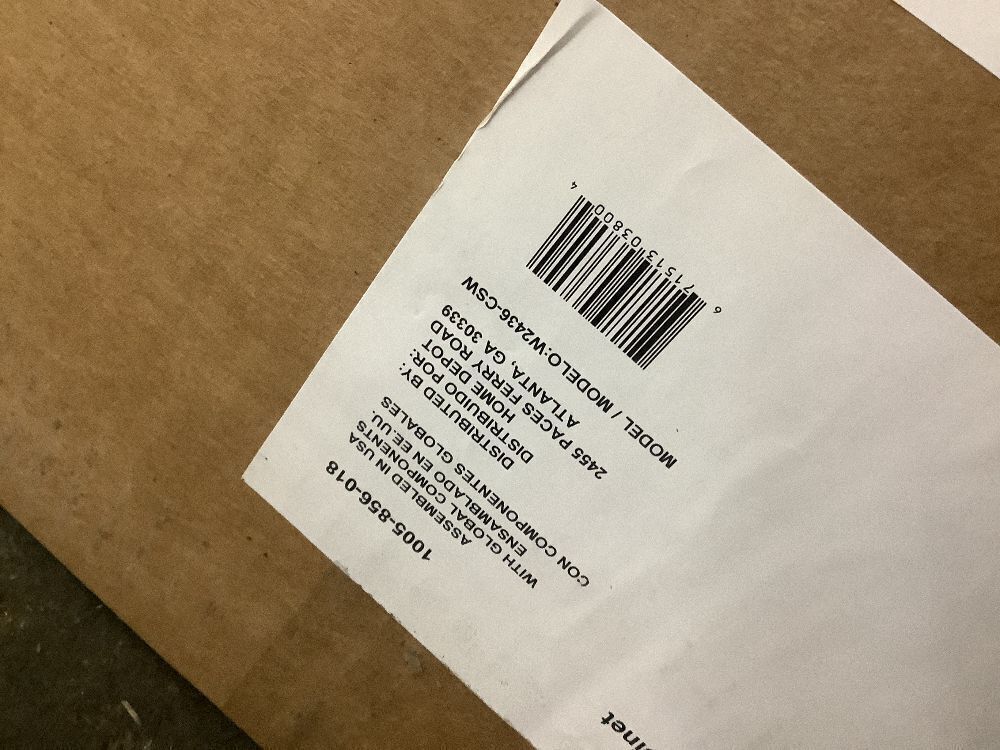 1005-856-018
ASSEMBLED IN USA
WITH GLOBAL COMPONENTS
ENSAMBLADO EN EE.UU.
CON COMPONENTES GLOBALES
DISTRIBUTED BY:
DISTRIBUIDO POR:
HOME DEPOT
2455 PACES FERRY ROAD
ATLANTA, GA 30339
MODEL / MODELO:W2436-CSW
6 71513 03800 4